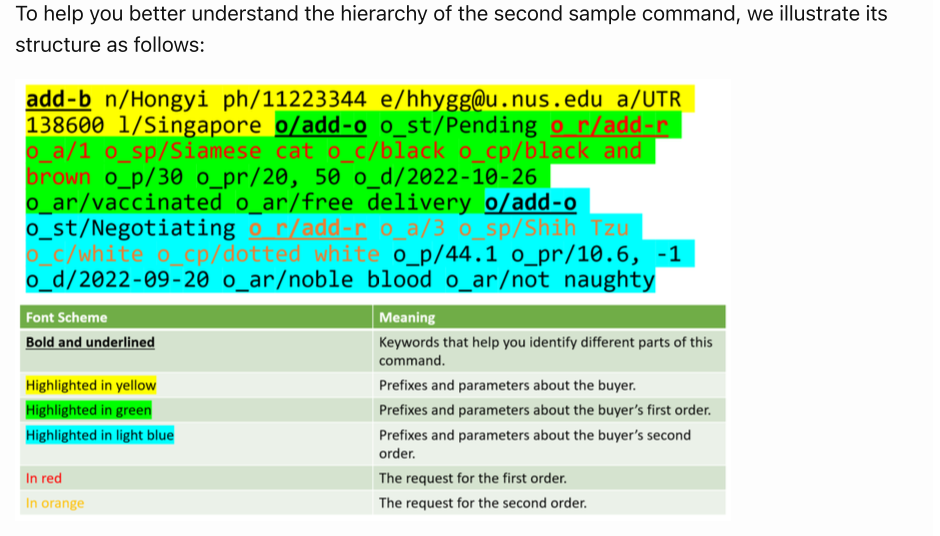 To help you better understand the hierarchy of the second sample command, we illustrate its
structure as follows:
add-b n/Hongyi ph/11223344 e/hhygg@u.nus.edu a/UTR
138600 l/Singapore o/add-o o_st/Pending o_r/add-r
o_a/1 o_sp/Siamese cat o_c/black o_cp/black and
brown o_p/30 o_pr/20, 50 o_d/2022-10-26
o_ar/vaccinated o_ar/free delivery o/add-o
o_st/Negotiating o_r/add-r o_a/3 o_sp/Shih Tzu
o_c/white o_cp/dotted white o_p/44.1 o_pr/10.6, -1
o_d/2022-09-20 o_ar/noble blood o_ar/not naughty
Font Scheme Meaning
Bold and underlined Keywords that help you identify different parts of this
command.
Highlighted in yellow Prefixes and parameters about the buyer.
Highlighted in green Prefixes and parameters about the buyer's first order.
Highlighted in light blue Prefixes and parameters about the buyer's second
order.
In red The request for the first order.
In orange The request for the second order.